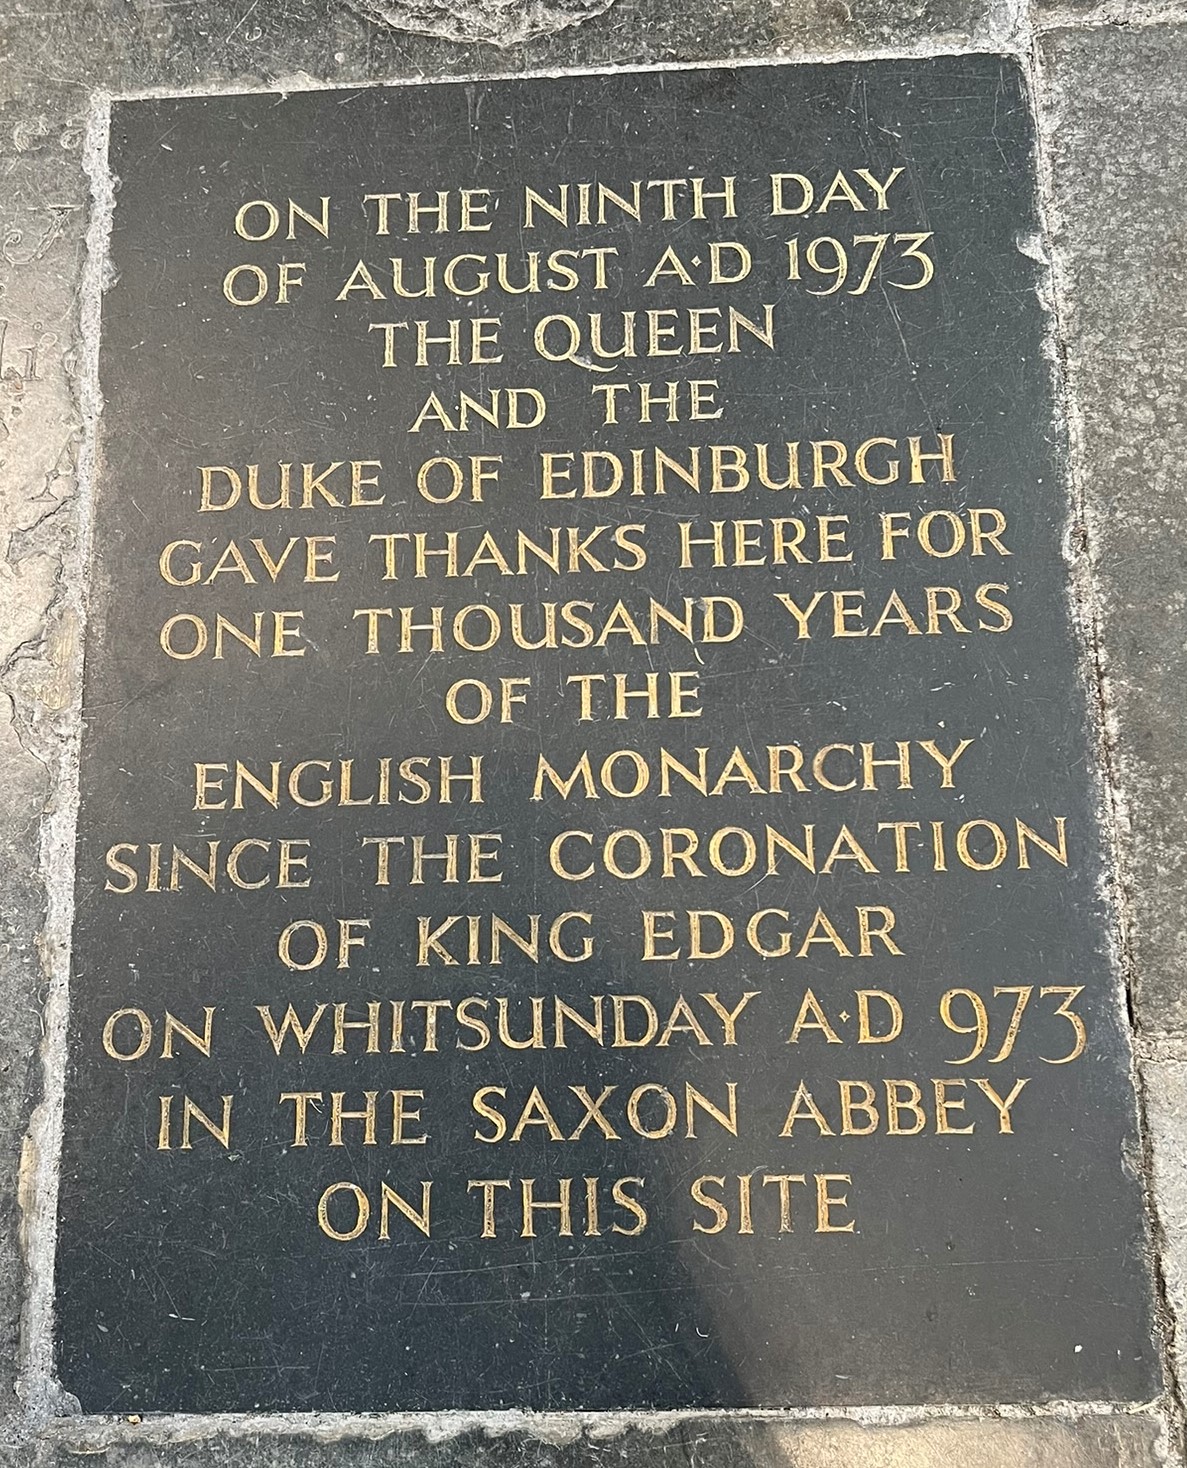 ON THE NINTH DAY
OF AUGUST A·D 1973
THE QUEEN
AND THE
DUKE OF EDINBURGH
GAVE THANKS HERE FOR
ONE THOUSAND YEARS
OF THE
ENGLISH MONARCHY
SINCE THE CORONATION
OF KING EDGAR
ON WHITSUNDAY A·D 973
IN THE SAXON ABBEY
ON THIS SITE